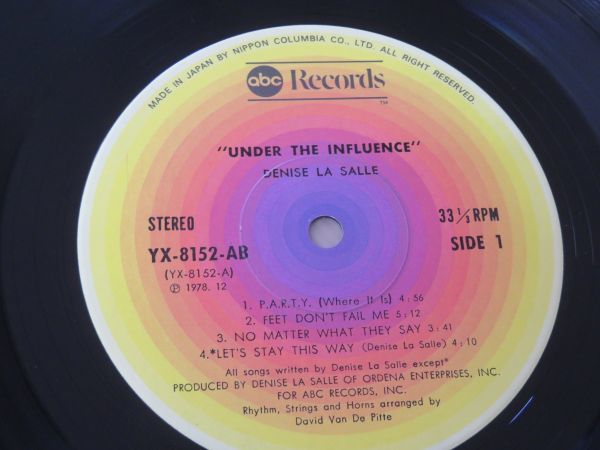 MADE IN JAPAN BY NIPPON COLUMBIA CO., LTD. ALL RIGHT RESERVED.
abc Records
TM
"UNDER THE INFLUENCE"
DENISE LA SALLE
STEREO
33 1/3 RPM
YX-8152-AB
SIDE 1
(YX-8152-A)
Ⓟ 1978. 12
1. P.A.R.T.Y. (Where It Is) 4:56
2. FEET DON'T FAIL ME 5:12
3. NO MATTER WHAT THEY SAY 3:41
4.*LET'S STAY THIS WAY (Denise La Salle) 4:10
All songs written by Denise La Salle except*
PRODUCED BY DENISE LA SALLE OF ORDENA ENTERPRISES, INC.
FOR ABC RECORDS, INC.
Rhythm, Strings and Horns arranged by
David Van De Pitte